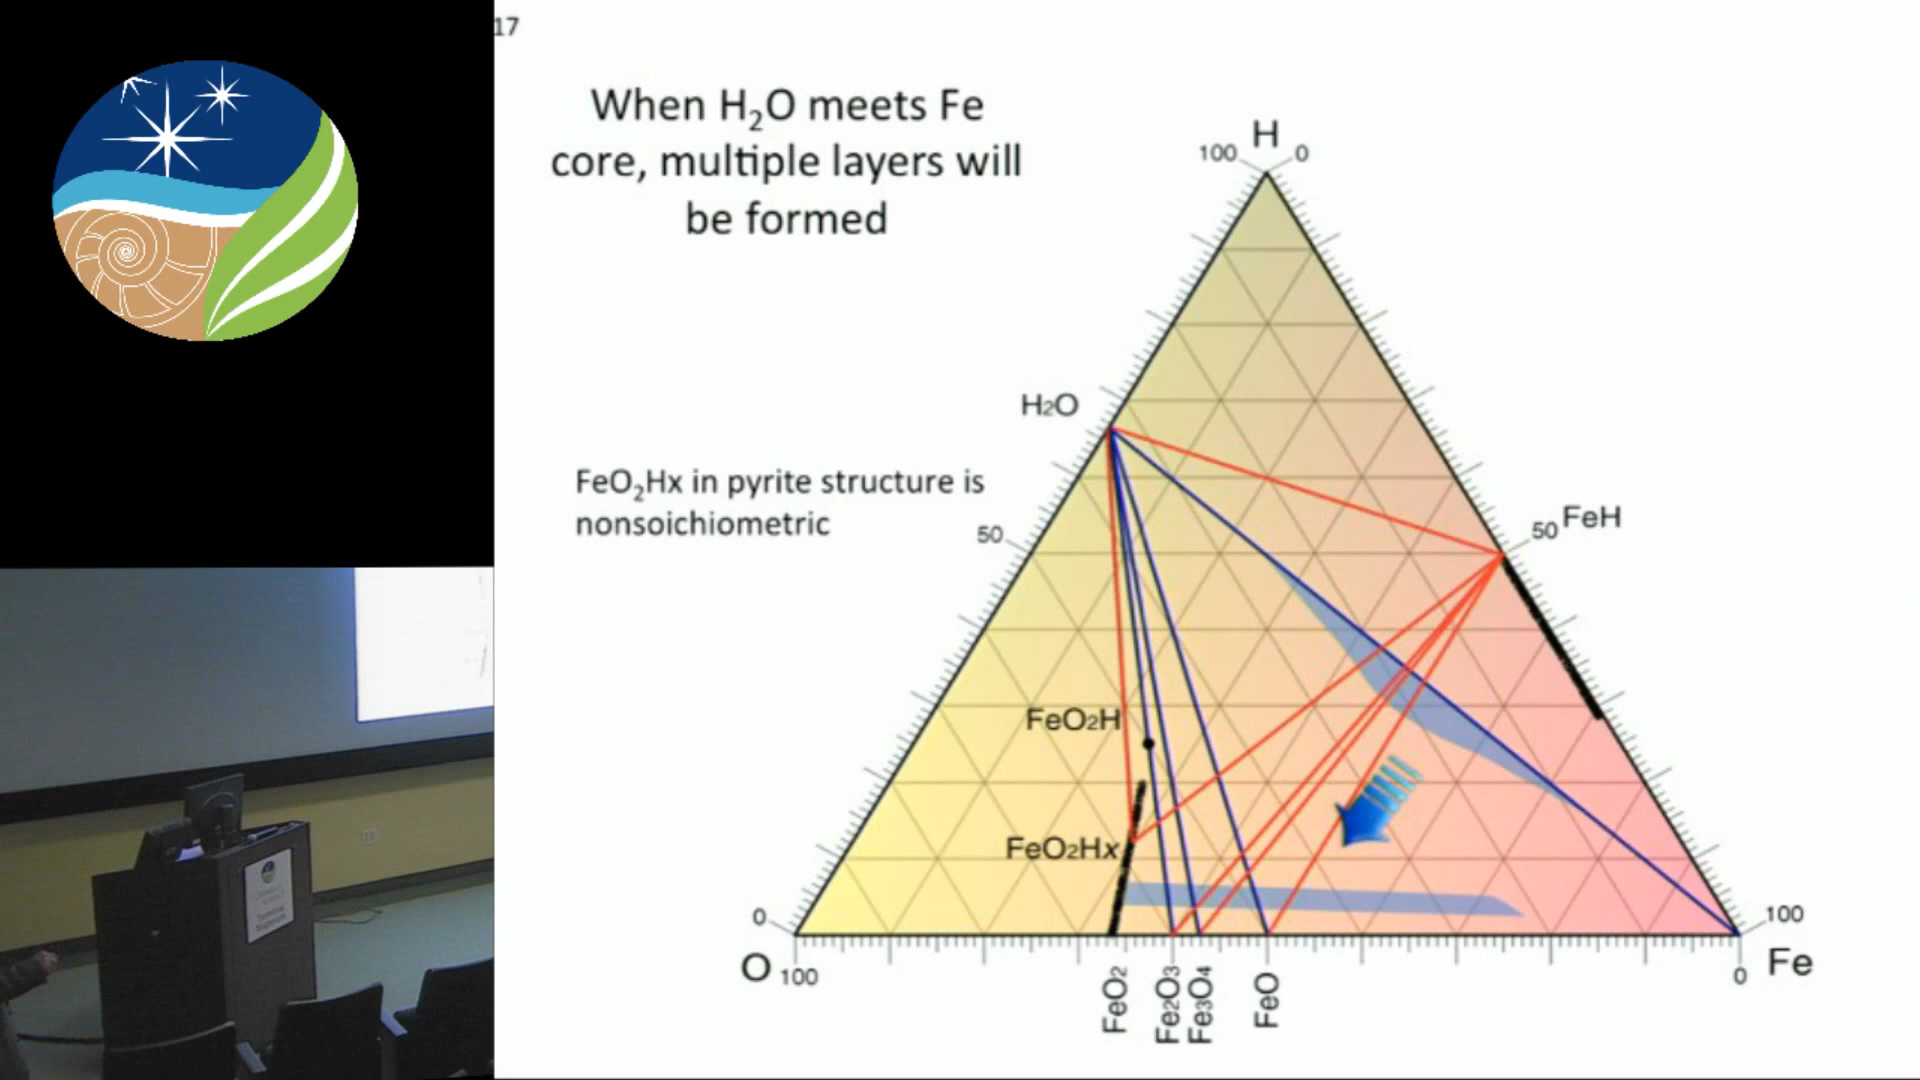 17
When H₂O meets Fe
core, multiple layers will
be formed
FeO₂Hx in pyrite structure is
nonsoichiometric
H
100
0
H₂O
50
50
FeH
FeO₂H
FeO₂Hx
0
100
O
100
0
Fe
FeO₂
Fe₂O₃
Fe₃O₄
FeO